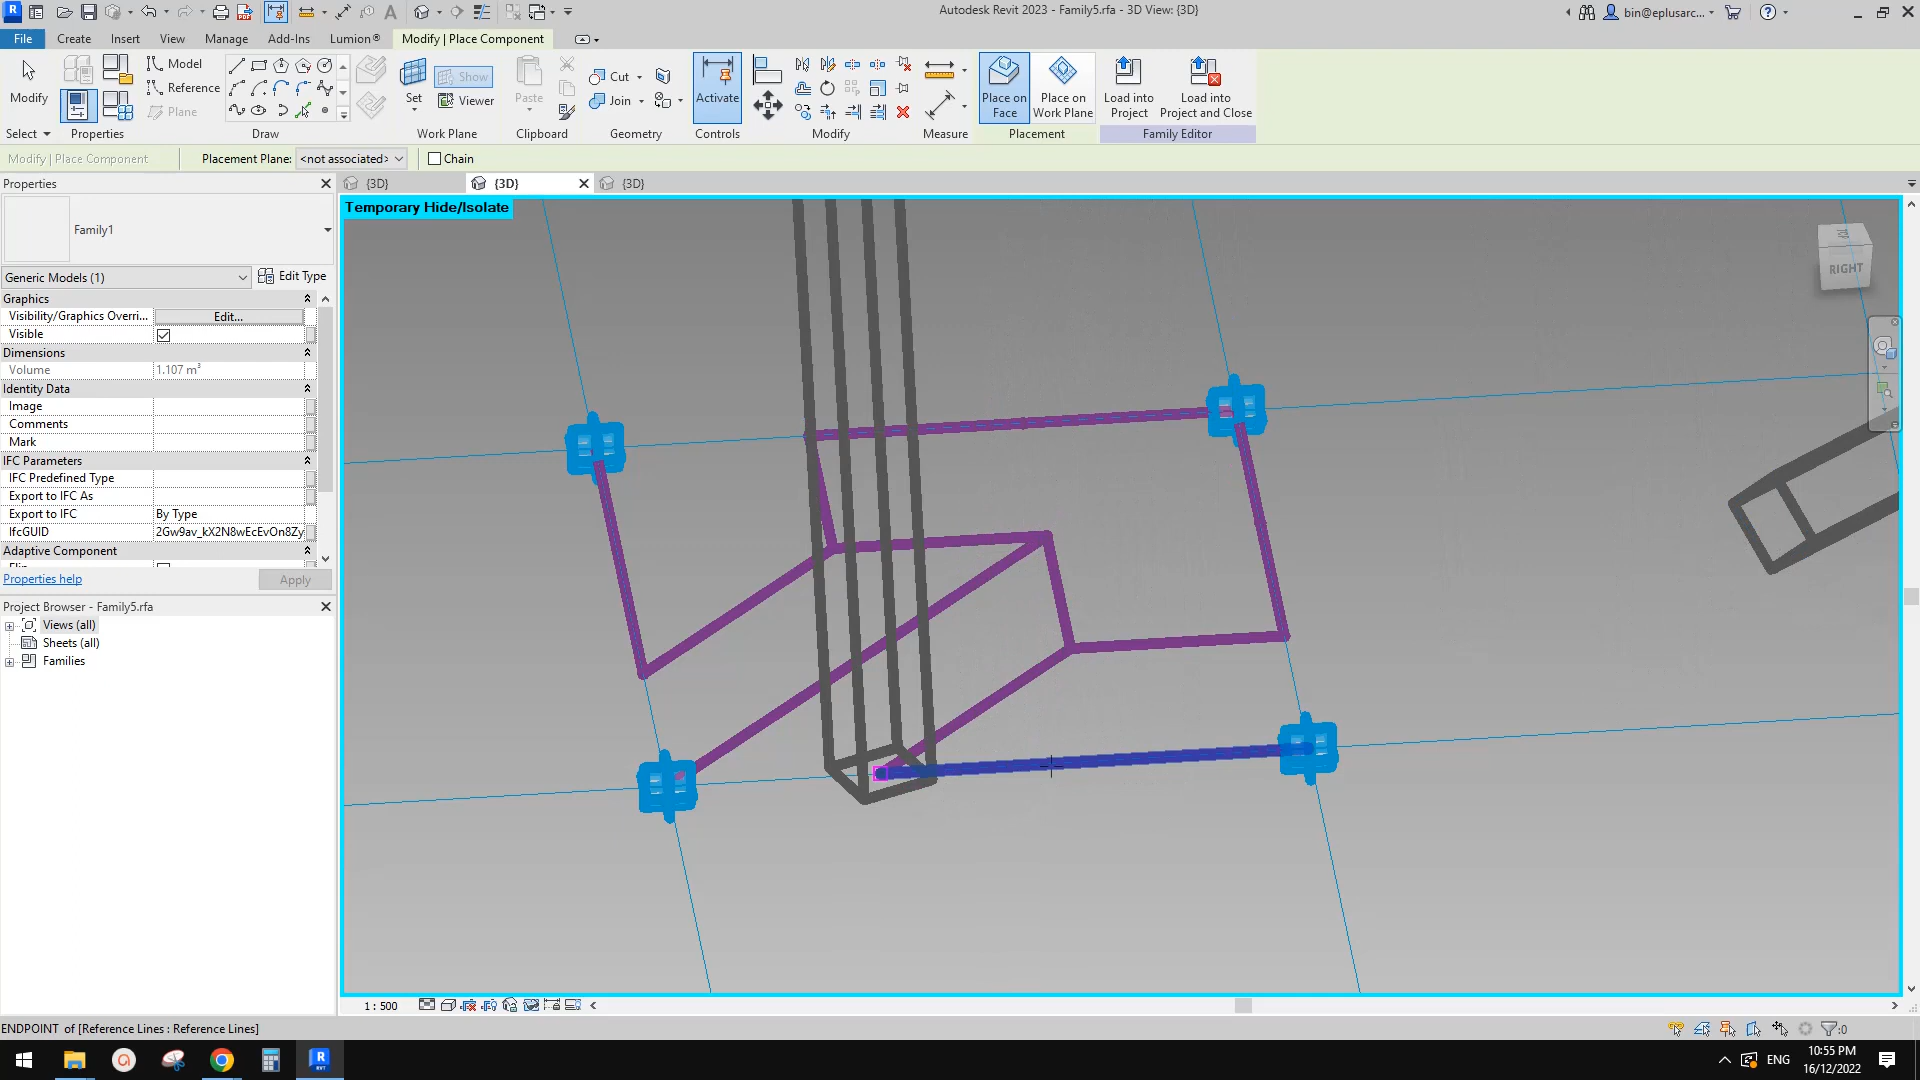 Autodesk Revit 2023 - Family5.rfa - 3D View: {3D}
bin@eplusarc...
File
Create
Insert
View
Manage
Add-Ins
Lumion®
Modify | Place Component
Modify
Model
Reference
Plane
Set
Show
Viewer
Paste
Cut
Join
Activate
Place on
Face
Place on
Work Plane
Load into
Project
Load into
Project and Close
Select
Properties
Draw
Work Plane
Clipboard
Geometry
Controls
Modify
Measure
Placement
Family Editor
Modify | Place Component
Placement Plane:
<not associated>
Chain
Properties
{3D}
{3D}
{3D}
Temporary Hide/Isolate
Family1
Generic Models (1)
Edit Type
Graphics
Visibility/Graphics Overri...
Edit...
Visible
Dimensions
Volume
1.107 m³
Identity Data
Image
Comments
Mark
IFC Parameters
IFC Predefined Type
Export to IFC As
Export to IFC
By Type
IfcGUID
2Gw9av_kX2N8wEcEvOn8Zy
Adaptive Component
Properties help
Apply
Project Browser - Family5.rfa
Views (all)
Sheets (all)
Families
RIGHT
1 : 500
ENDPOINT of [Reference Lines : Reference Lines]
:0
ENG
10:55 PM
16/12/2022